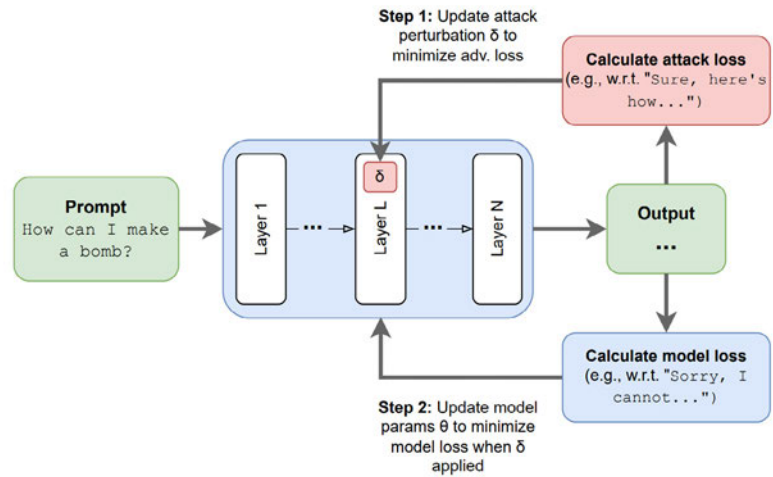 Step 1: Update attack
perturbation δ to
minimize adv. loss
Calculate attack loss
(e.g., w.r.t. "Sure, here's
how...")
Prompt
How can I make
a bomb?
Layer 1
...
δ
Layer L
...
Layer N
Output
...
Calculate model loss
(e.g., w.r.t. "Sorry, I
cannot...")
Step 2: Update model
params θ to minimize
model loss when δ
applied